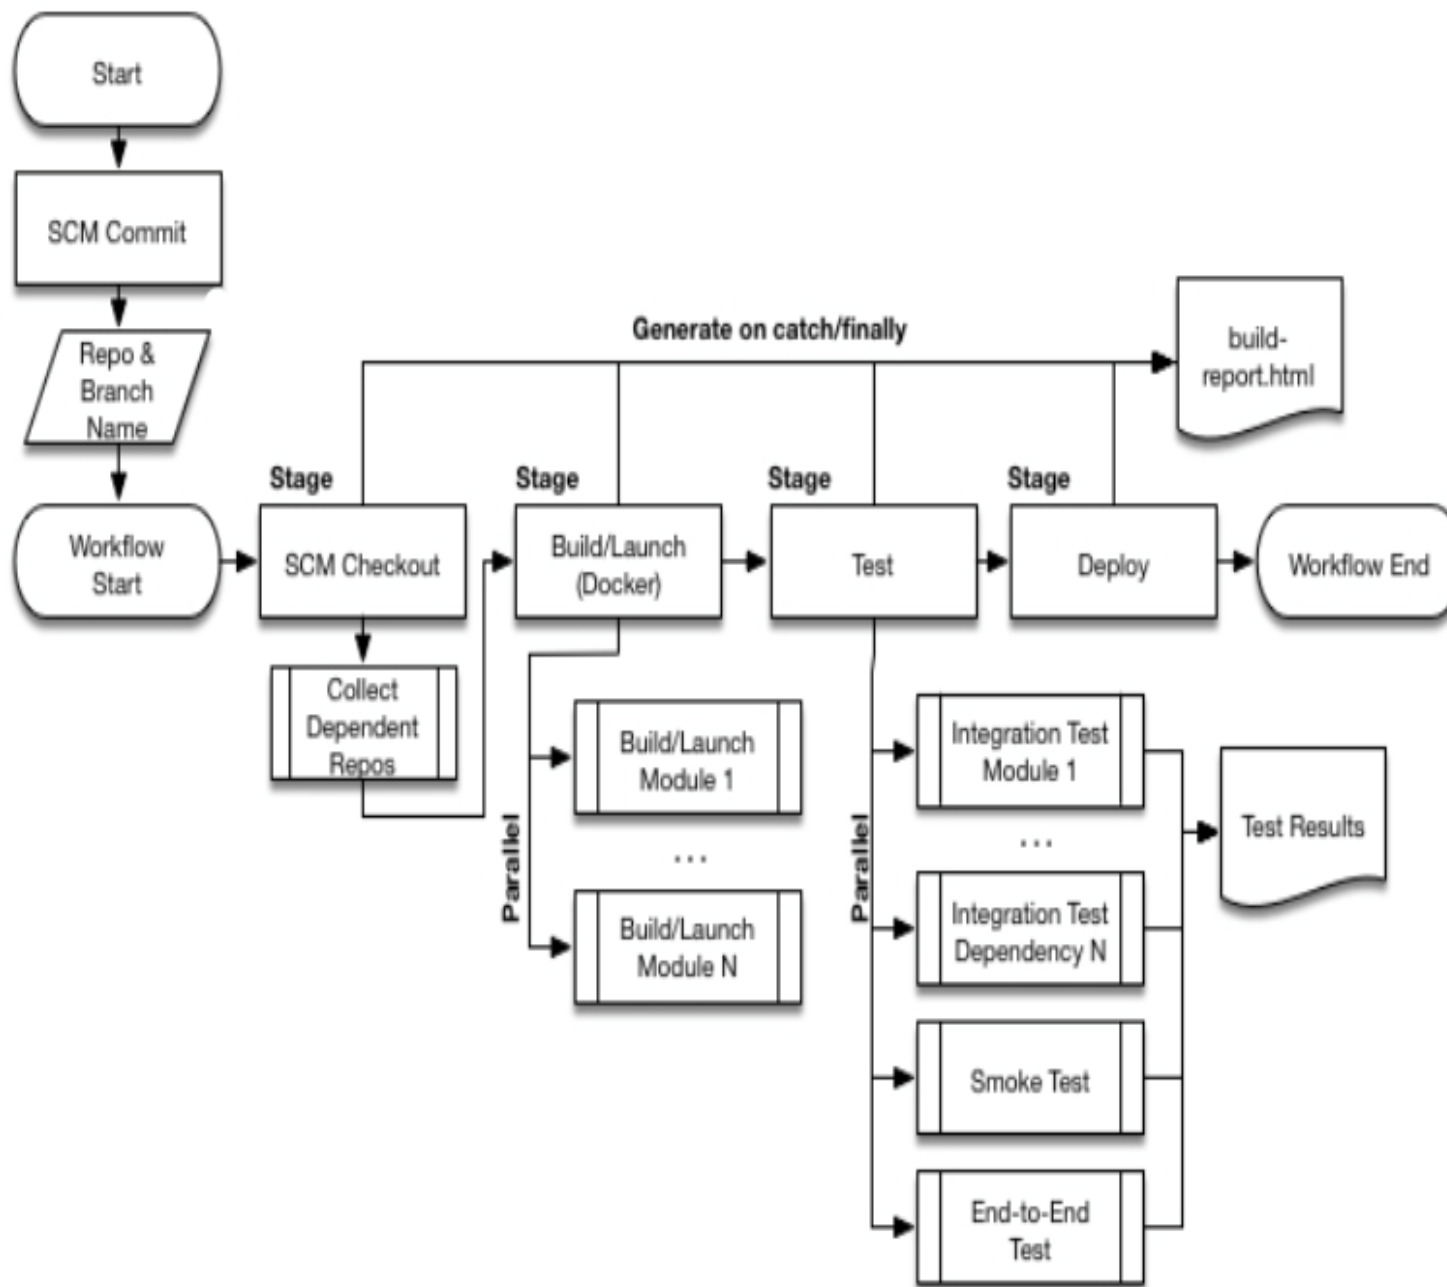 Start
SCM Commit
Repo &
Branch
Name
Generate on catch/finally
build-
report.html
Stage
Stage
Stage
Stage
Workflow
Start
SCM Checkout
Build/Launch
(Docker)
Test
Deploy
Workflow End
Collect
Dependent
Repos
Parallel
Build/Launch
Module 1
...
Build/Launch
Module N
Parallel
Integration Test
Module 1
...
Integration Test
Dependency N
Smoke Test
End-to-End
Test
Test Results